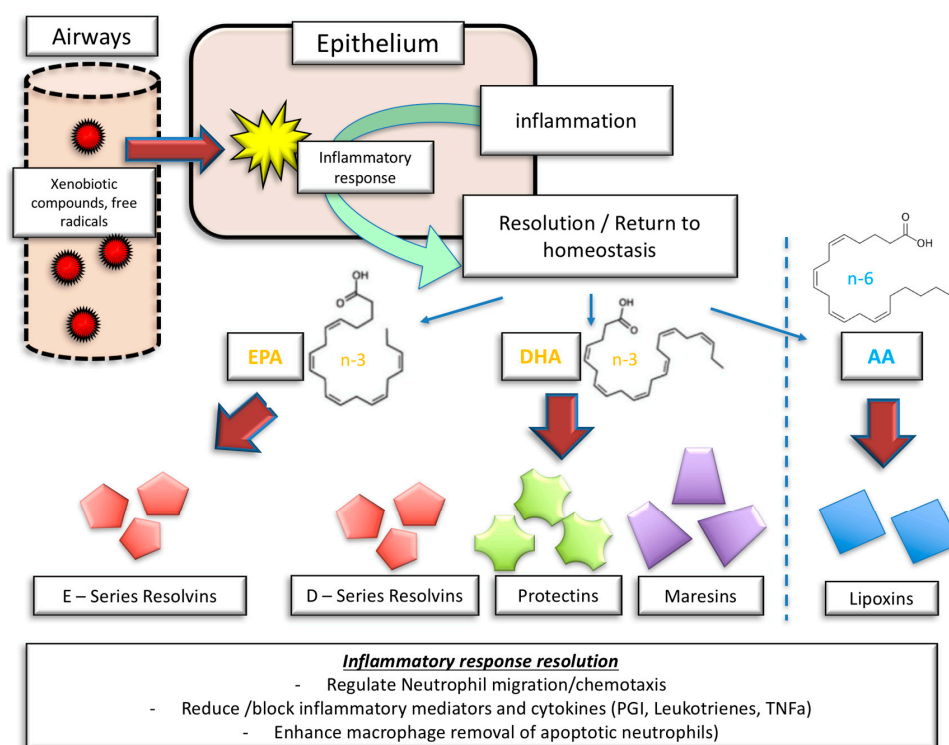 Airways
Epithelium
inflammation
Inflammatory
response
Xenobiotic
compounds, free
radicals
Resolution / Return to
homeostasis
O
OH
n-6
OH
O
EPA
n-3
DHA
O
OH
n-3
AA
E – Series Resolvins
D – Series Resolvins
Protectins
Maresins
Lipoxins
Inflammatory response resolution
- Regulate Neutrophil migration/chemotaxis
- Reduce /block inflammatory mediators and cytokines (PGI, Leukotrienes, TNFa)
- Enhance macrophage removal of apoptotic neutrophils)